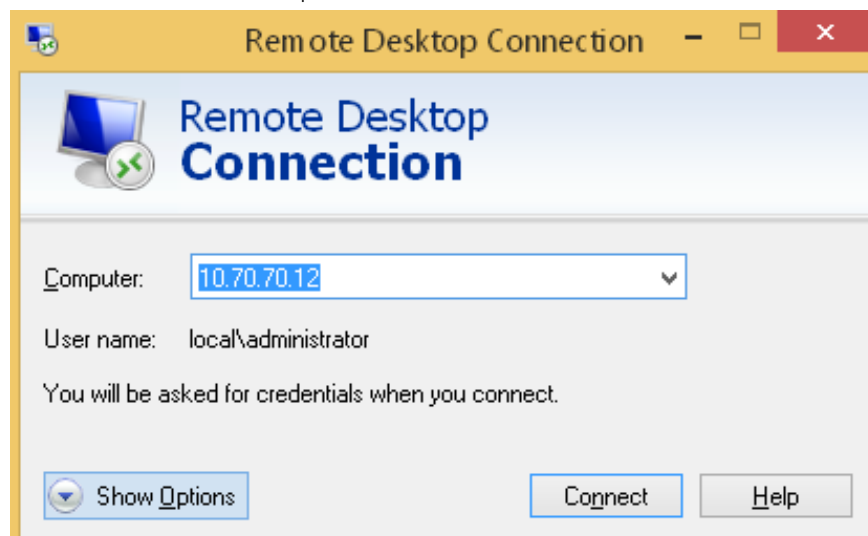 Remote Desktop Connection
Remote Desktop
Connection
Computer: 10.70.70.12
User name: local\administrator
You will be asked for credentials when you connect.
Show Options Connect Help